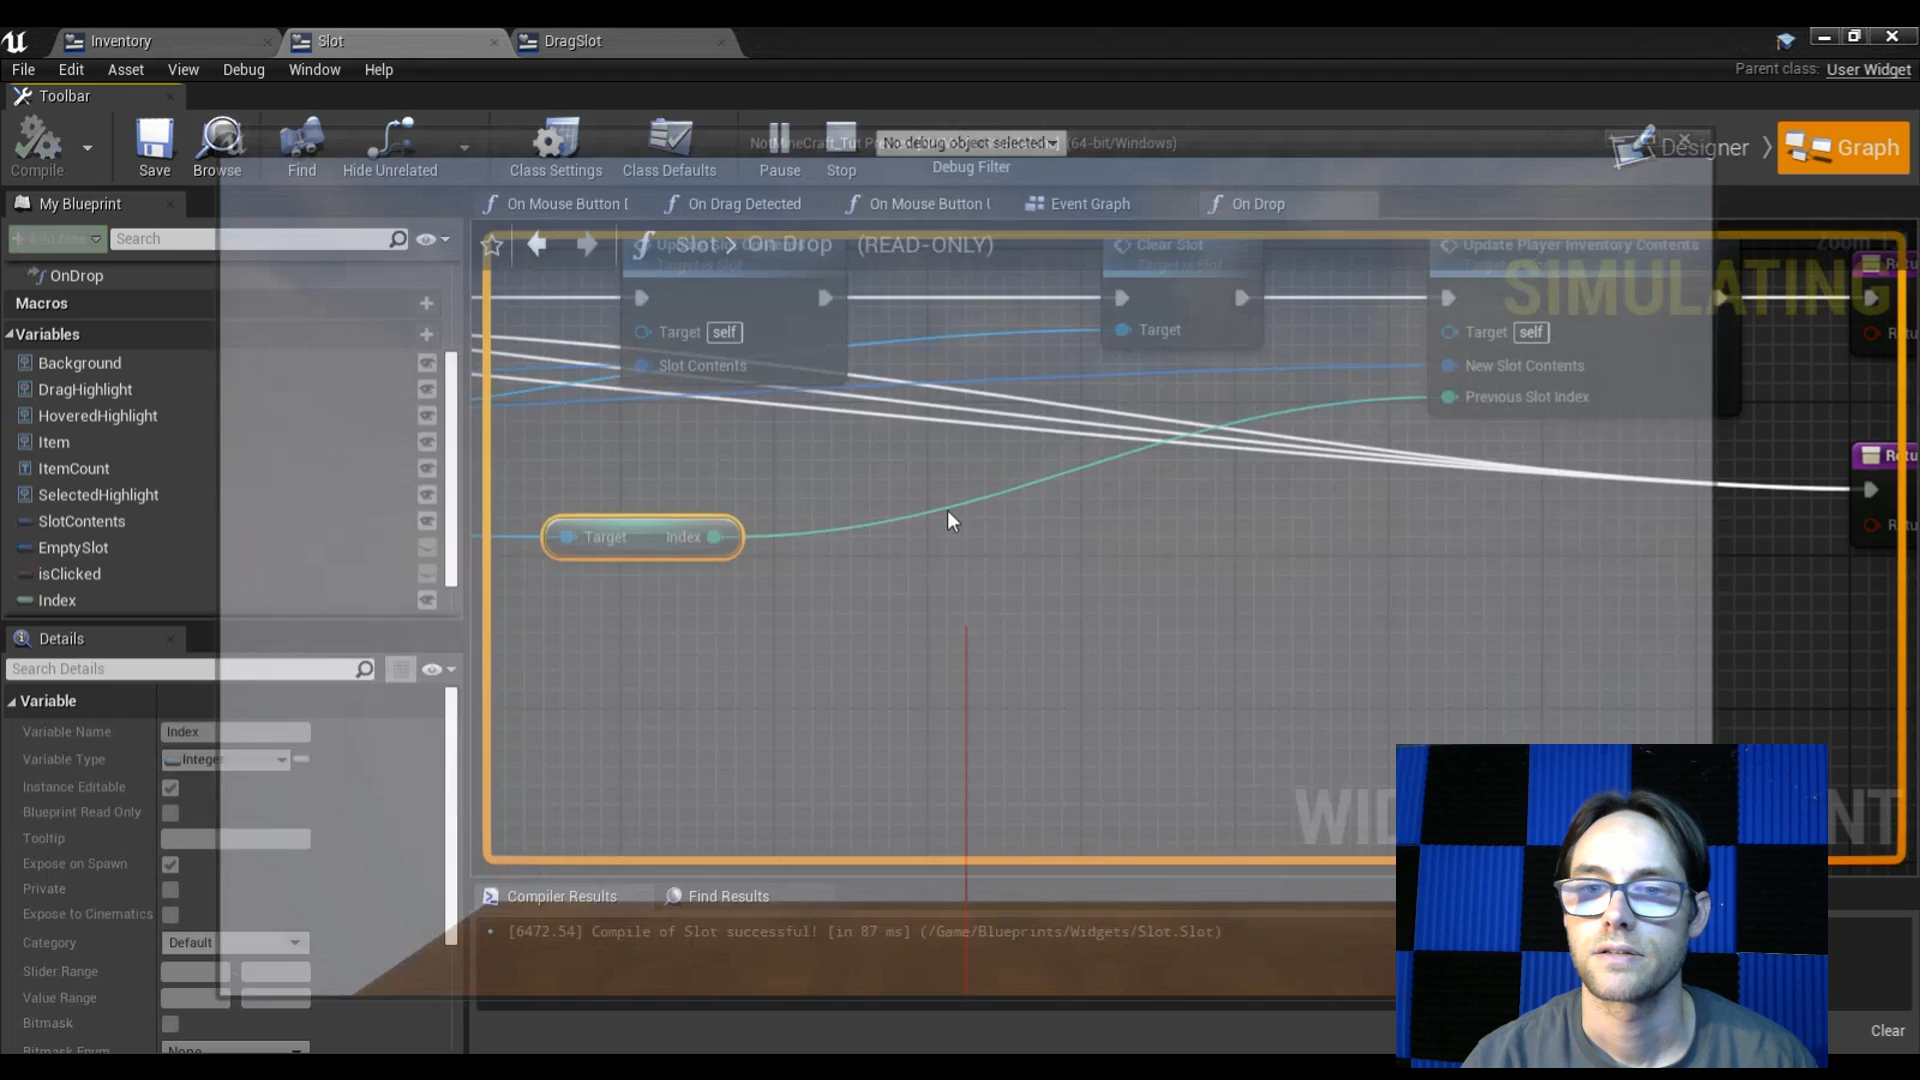 Inventory
Slot
DragSlot
File Edit Asset View Debug Window Help
Parent class: User Widget
Toolbar
Compile
Save
Browse
Find
Hide Unrelated
Class Settings
Class Defaults
Pause
Stop
No debug object selected
(64-bit/Windows)
Debug Filter
Designer
Graph
My Blueprint
On Drag Detected
Event Graph
On Drop
Search
Slot > On Drop (READ-ONLY)
Clear Slot
Target is Slot
Update Player Inventory Contents
SIMULATING
OnDrop
Macros
Variables
Background
DragHighlight
HoveredHighlight
Item
ItemCount
SelectedHighlight
SlotContents
EmptySlot
isClicked
Index
Target self
Slot Contents
Target
Target self
New Slot Contents
Previous Slot Index
Target Index
Details
Search Details
Variable
Variable Name Index
Variable Type Integer
Instance Editable
Blueprint Read Only
Tooltip
Expose on Spawn
Private
Expose to Cinematics
Category Default
Slider Range
Value Range
Bitmask
Bitmask Enum None
Compiler Results
Find Results
[6472.54] Compile of Slot successful! [in 87 ms] (/Game/Blueprints/Widgets/Slot.Slot)
Clear